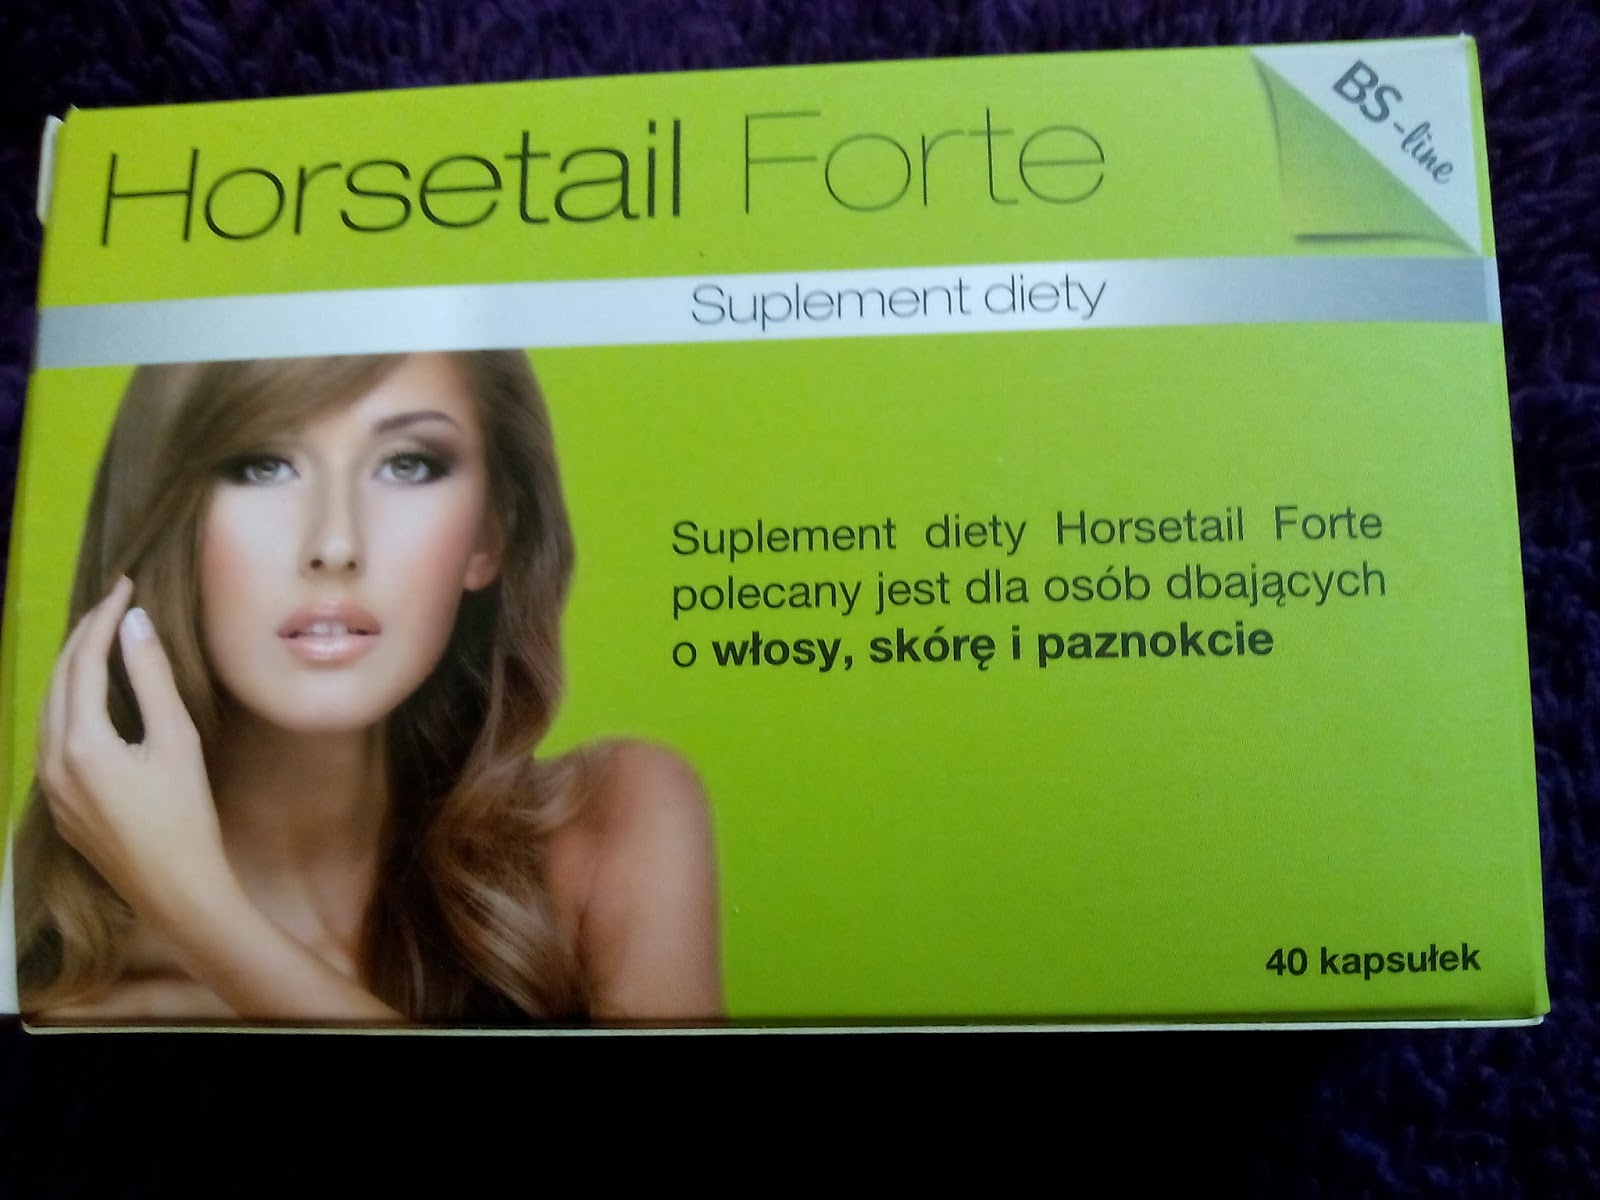 Horsetail Forte
BS-line
Suplement diety
Suplement diety Horsetail Forte
polecany jest dla osób dbających
o włosy, skórę i paznokcie
40 kapsułek